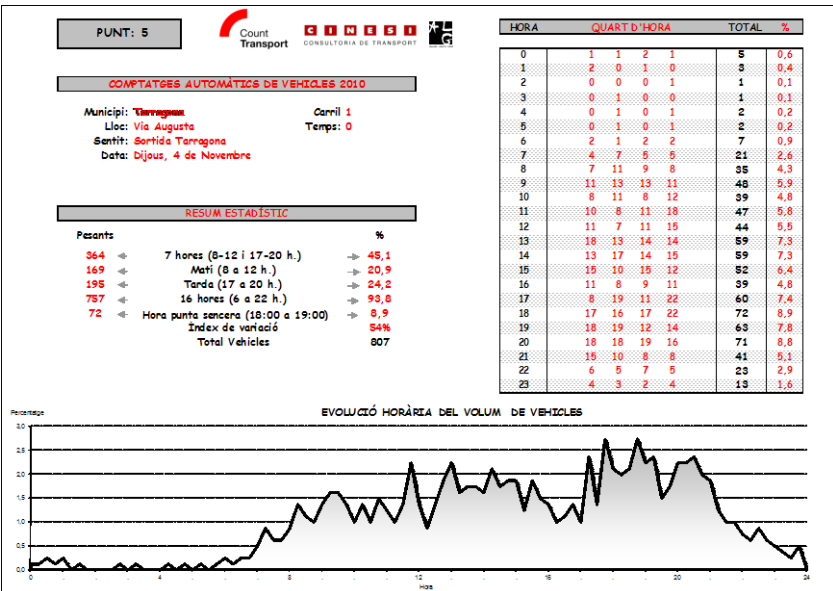 PUNT: 5
Count
Transport
CINESI
CONSULTORIA DE TRANSPORT
COMPTATGES AUTOMÀTICS DE VEHICLES 2010
Municipi: Tarragona Carril 1
Lloc: Via Augusta Temps: 0
Sentit: Sortida Tarragona
Data: Dijous, 4 de Novembre
RESUM ESTADÍSTIC
Pesants %
364 7 hores (8-12 i 17-20 h.) 45,1
169 Matí (8 a 12 h.) 20,9
195 Tarda (17 a 20 h.) 24,2
757 16 hores (6 a 22 h.) 93,8
72 Hora punta sencera (18:00 a 19:00) 8,9
Índex de variació 54%
Total Vehicles 807
HORA QUART D'HORA TOTAL %
0 1 1 2 1 5 0,6
1 2 0 1 0 3 0,4
2 0 0 0 1 1 0,1
3 0 1 0 0 1 0,1
4 0 1 0 1 2 0,2
5 0 1 0 1 2 0,2
6 2 1 2 2 7 0,9
7 4 7 5 5 21 2,6
8 7 11 9 8 35 4,3
9 11 13 13 11 48 5,9
10 8 11 8 12 39 4,8
11 10 8 11 18 47 5,8
12 11 7 11 15 44 5,5
13 18 13 14 14 59 7,3
14 13 17 14 15 59 7,3
15 15 10 15 12 52 6,4
16 11 8 9 11 39 4,8
17 8 19 11 22 60 7,4
18 17 16 17 22 72 8,9
19 18 19 12 14 63 7,8
20 18 18 19 16 71 8,8
21 15 10 8 8 41 5,1
22 6 5 7 5 23 2,9
23 4 3 2 4 13 1,6
EVOLUCIÓ HORÀRIA DEL VOLUM DE VEHICLES
Percentatge
3,0
2,5
2,0
1,5
1,0
0,5
0,0
0 4 8 12 16 20 24
Hora